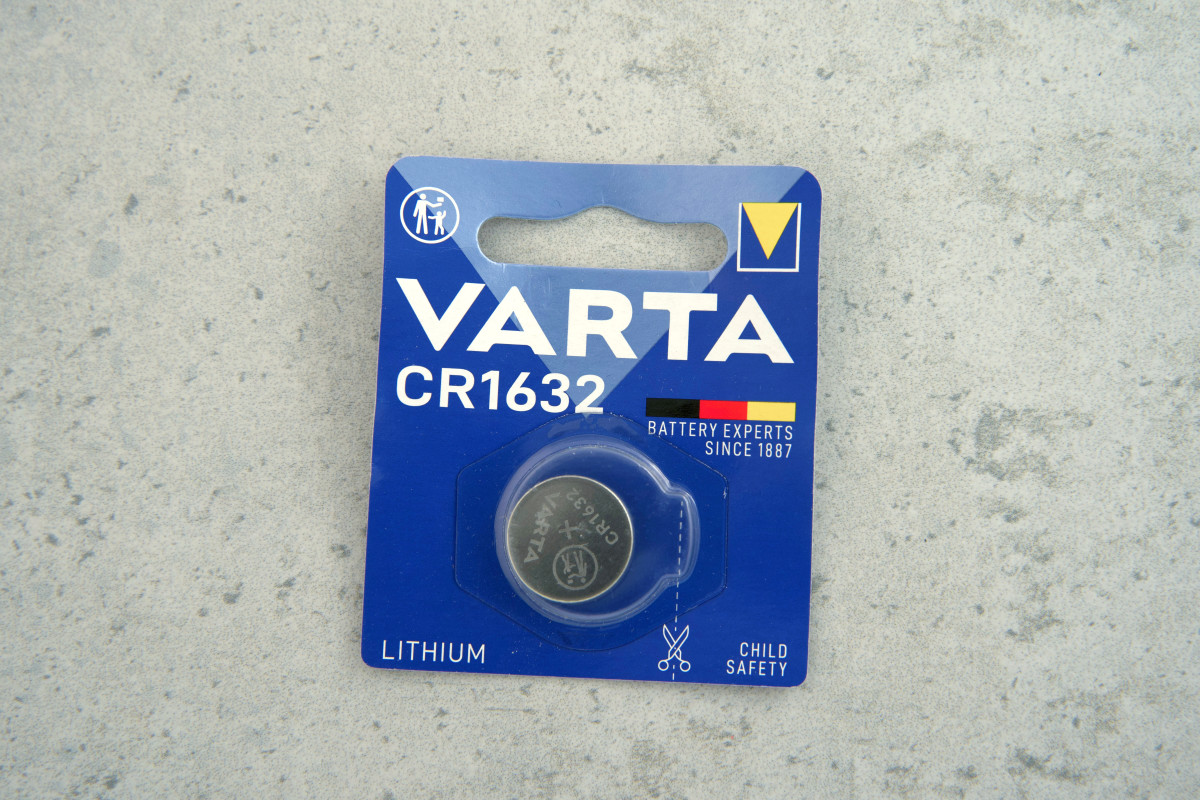 VARTA
CR1632
BATTERY EXPERTS
SINCE 1887
VARTA
CR1632
LITHIUM
CHILD
SAFETY